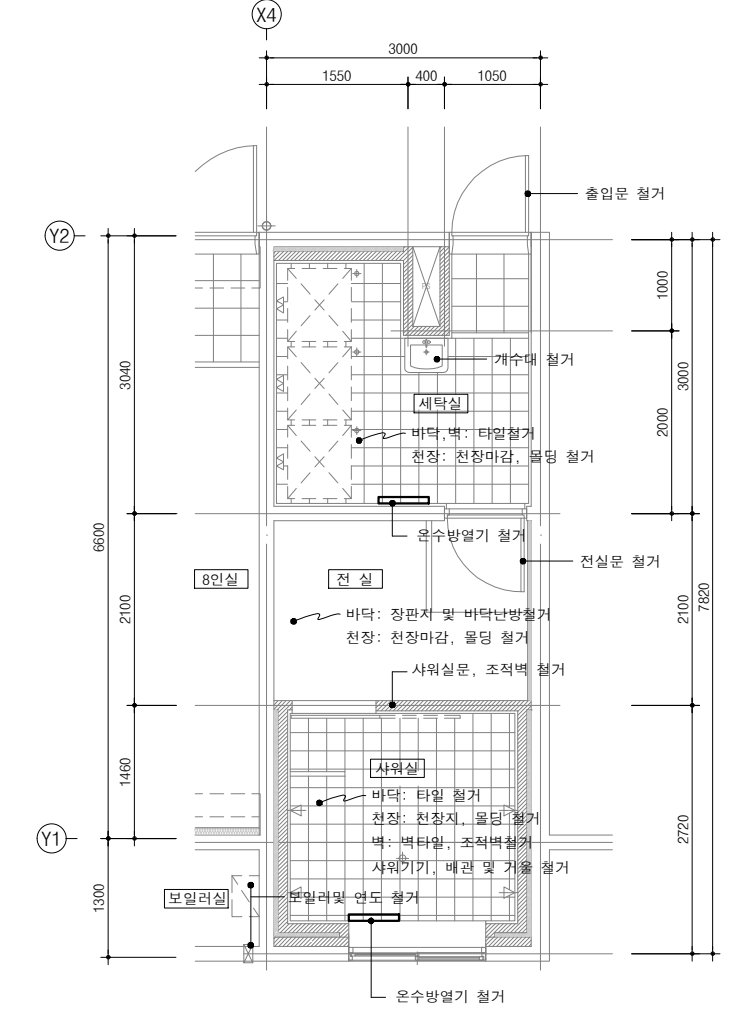 X4
3000
1550
400
1050
출입문 철거
Y2
PS
1000
개수대 철거
3040
3000
세탁실
2000
바닥,벽: 타일철거
천장: 천장마감, 몰딩 철거
온수방열기 철거
6600
전실문 철거
8인실
전 실
7820
2100
2100
바닥: 장판지 및 바닥난방철거
천장: 천장마감, 몰딩 철거
샤워실문, 조적벽 철거
1460
샤워실
바닥: 타일 철거
천장: 천장지, 몰딩 철거
2720
Y1
벽: 벽타일, 조적벽철거
샤워기기, 배관 및 거울 철거
1300
보일러실
보일러및 연도 철거
온수방열기 철거